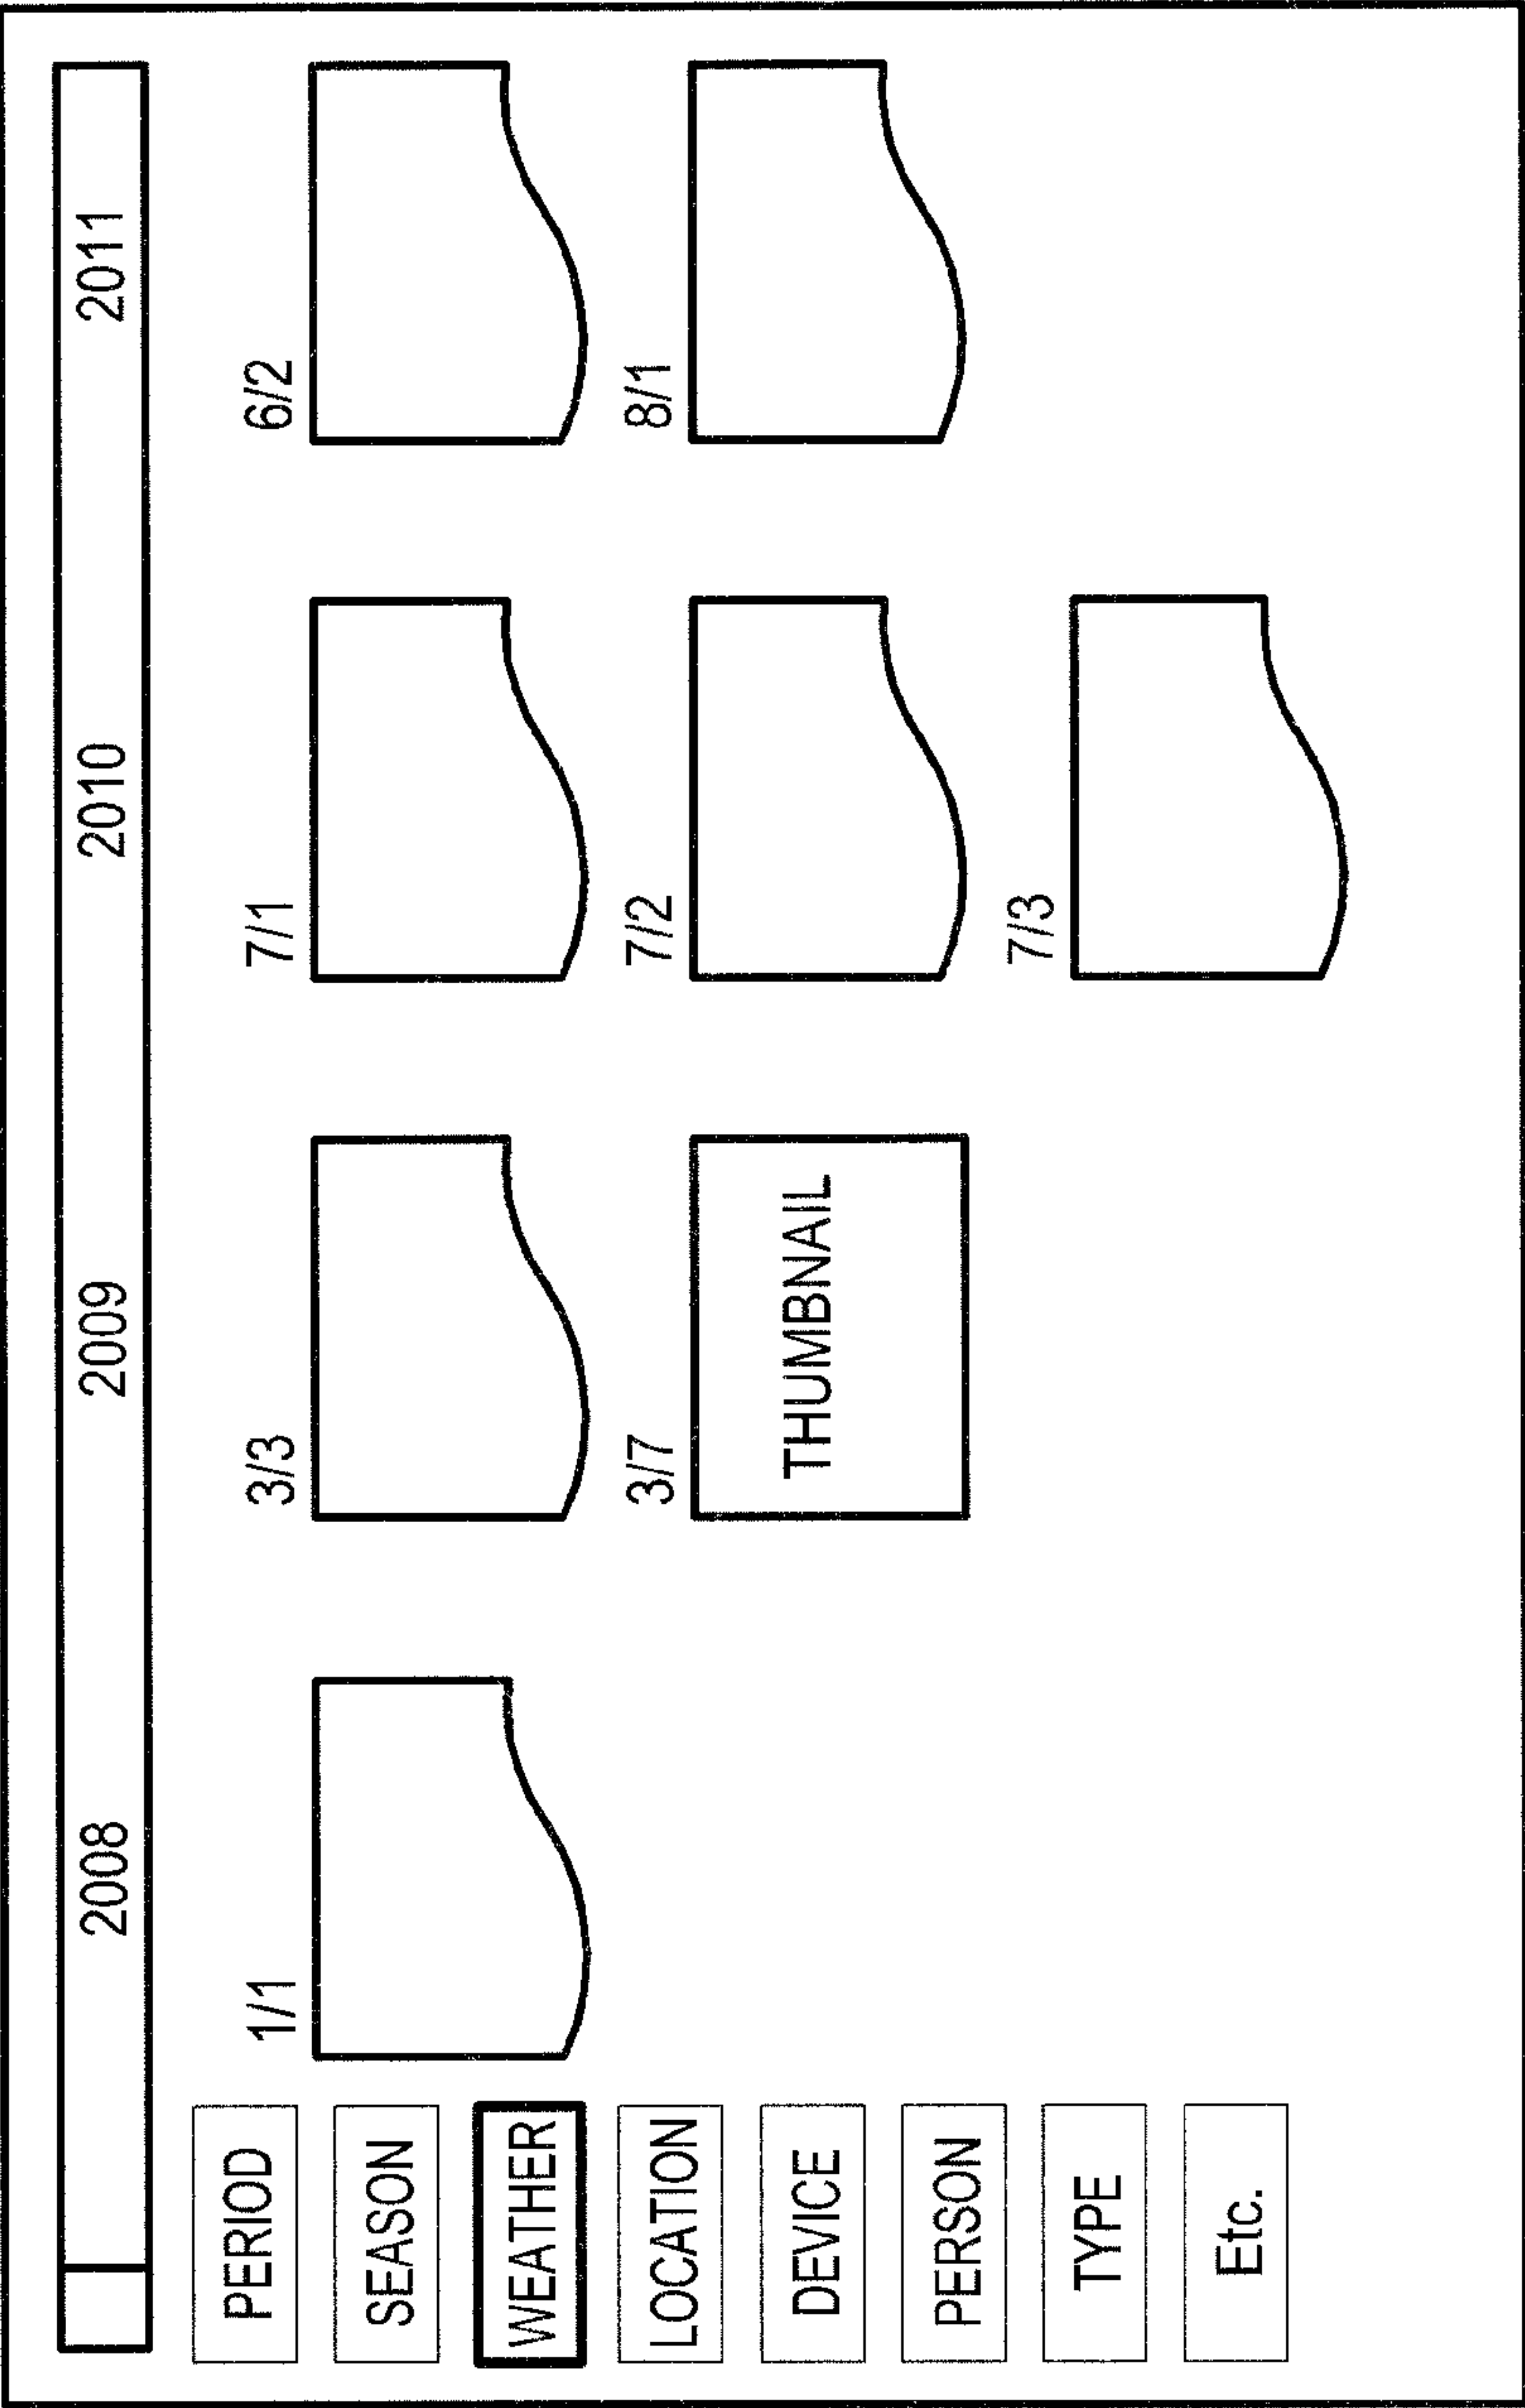 2008 2009 2010 2011
PERIOD
SEASON
WEATHER
LOCATION
DEVICE
PERSON
TYPE
Etc.
1/1 3/3 7/1 6/2
3/7 7/2 8/1
THUMBNAIL
7/3